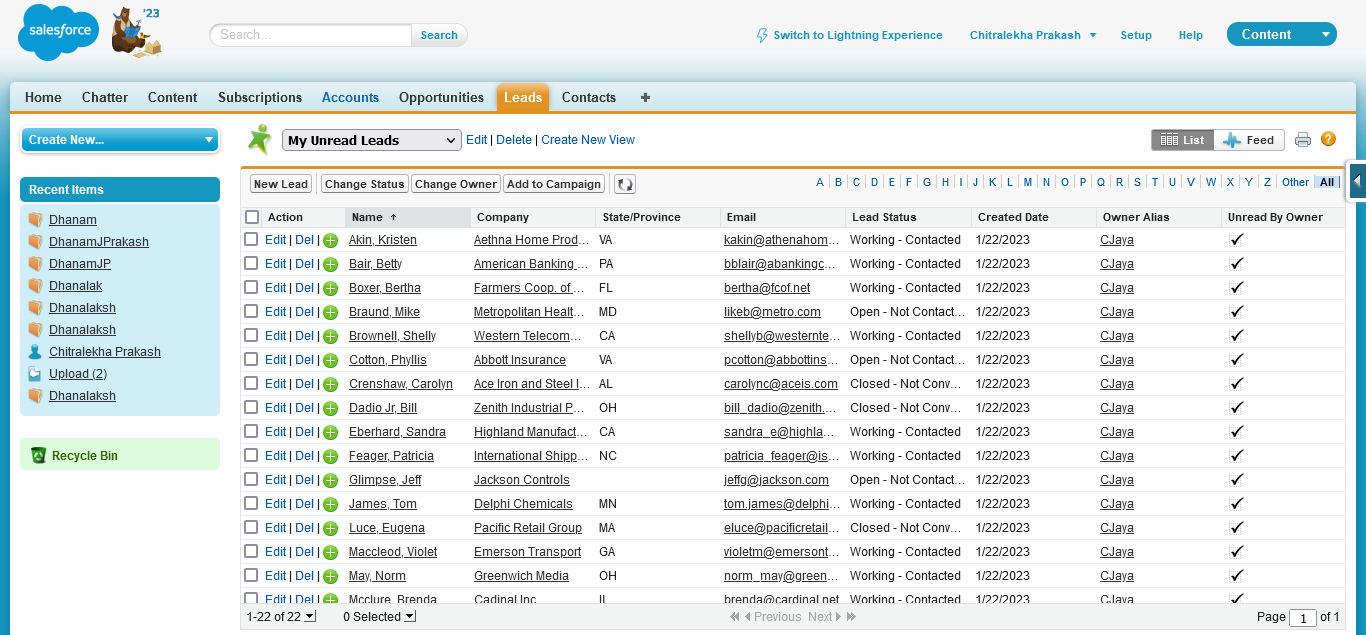 salesforce
'23
Search...
Search
Switch to Lightning Experience
Chitralekha Prakash
Setup
Help
Content
Home
Chatter
Content
Subscriptions
Accounts
Opportunities
Leads
Contacts
+
Create New...
Recent Items
Dhanam
DhanamJPrakash
DhanamJP
Dhanalak
Dhanalaksh
Dhanalaksh
Chitralekha Prakash
Upload (2)
Dhanalaksh
Recycle Bin
My Unread Leads
Edit | Delete | Create New View
List
Feed
?
New Lead
Change Status
Change Owner
Add to Campaign
A | B | C | D | E | F | G | H | I | J | K | L | M | N | O | P | Q | R | S | T | U | V | W | X | Y | Z | Other | All
Action Name Company State/Province Email Lead Status Created Date Owner Alias Unread By Owner
Edit | Del | Akin, Kristen Aethna Home Prod... VA kakin@athenahom... Working - Contacted 1/22/2023 CJaya
Edit | Del | Bair, Betty American Banking ... PA bblair@abankingc... Working - Contacted 1/22/2023 CJaya
Edit | Del | Boxer, Bertha Farmers Coop. of ... FL bertha@fcof.net Working - Contacted 1/22/2023 CJaya
Edit | Del | Braund, Mike Metropolitan Healt... MD likeb@metro.com Open - Not Contact... 1/22/2023 CJaya
Edit | Del | Brownell, Shelly Western Telecom... CA shellyb@westernte... Working - Contacted 1/22/2023 CJaya
Edit | Del | Cotton, Phyllis Abbott Insurance VA pcotton@abbottins... Open - Not Contact... 1/22/2023 CJaya
Edit | Del | Crenshaw, Carolyn Ace Iron and Steel I... AL carolync@aceis.com Closed - Not Conv... 1/22/2023 CJaya
Edit | Del | Dadio Jr, Bill Zenith Industrial P... OH bill_dadio@zenith.... Closed - Not Conv... 1/22/2023 CJaya
Edit | Del | Eberhard, Sandra Highland Manufact... CA sandra_e@highla... Working - Contacted 1/22/2023 CJaya
Edit | Del | Feager, Patricia International Shipp... NC patricia_feager@is... Working - Contacted 1/22/2023 CJaya
Edit | Del | Glimpse, Jeff Jackson Controls jeffg@jackson.com Open - Not Contact... 1/22/2023 CJaya
Edit | Del | James, Tom Delphi Chemicals MN tom.james@delphi... Working - Contacted 1/22/2023 CJaya
Edit | Del | Luce, Eugena Pacific Retail Group MA eluce@pacificretail... Closed - Not Conv... 1/22/2023 CJaya
Edit | Del | Maccleod, Violet Emerson Transport GA violetm@emersont... Working - Contacted 1/22/2023 CJaya
Edit | Del | May, Norm Greenwich Media OH norm_may@green... Working - Contacted 1/22/2023 CJaya
Edit | Del | Mcclure, Brenda Cadinal Inc. IL brenda@cardinal.net Working - Contacted 1/22/2023 CJaya
1-22 of 22
0 Selected
Previous Next
Page 1 of 1